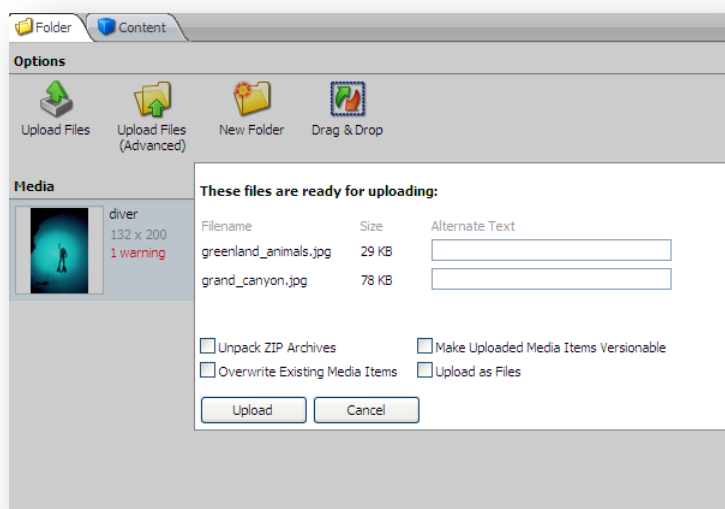 Folder Content
Options
Upload Files Upload Files (Advanced) New Folder Drag & Drop
Media
diver
132 x 200
1 warning
These files are ready for uploading:
Filename Size Alternate Text
greenland_animals.jpg 29 KB
grand_canyon.jpg 78 KB
Unpack ZIP Archives Make Uploaded Media Items Versionable
Overwrite Existing Media Items Upload as Files
Upload Cancel